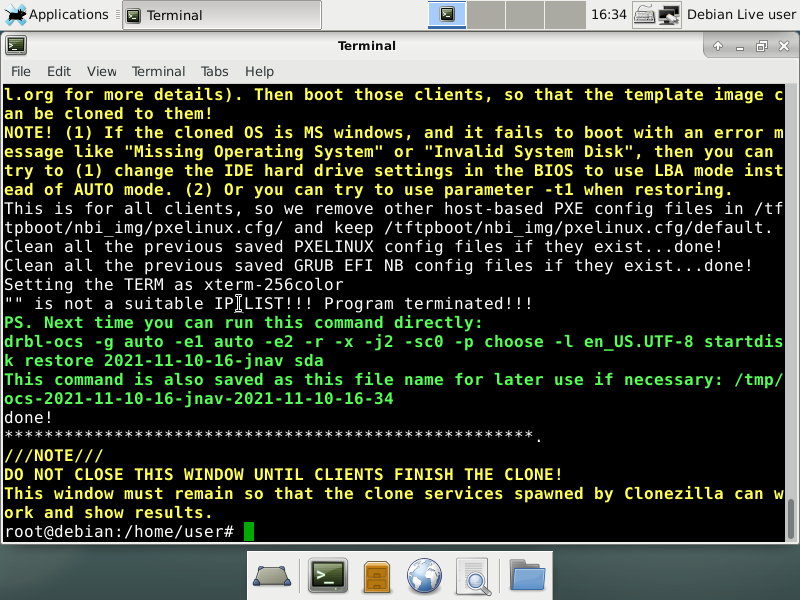 Applications
Terminal
16:34
Debian Live user
Terminal
File Edit View Terminal Tabs Help
l.org for more details). Then boot those clients, so that the template image c
an be cloned to them!
NOTE! (1) If the cloned OS is MS windows, and it fails to boot with an error m
essage like "Missing Operating System" or "Invalid System Disk", then you can
try to (1) change the IDE hard drive settings in the BIOS to use LBA mode inst
ead of AUTO mode. (2) Or you can try to use parameter -t1 when restoring.
This is for all clients, so we remove other host-based PXE config files in /tf
tpboot/nbi_img/pxelinux.cfg/ and keep /tftpboot/nbi_img/pxelinux.cfg/default.
Clean all the previous saved PXELINUX config files if they exist...done!
Clean all the previous saved GRUB EFI NB config files if they exist...done!
Setting the TERM as xterm-256color
"" is not a suitable IP_LIST!!! Program terminated!!!
PS. Next time you can run this command directly:
drbl-ocs -g auto -e1 auto -e2 -r -x -j2 -sc0 -p choose -l en_US.UTF-8 startdis
k restore 2021-11-10-16-jnav sda
This command is also saved as this file name for later use if necessary: /tmp/
ocs-2021-11-10-16-jnav-2021-11-10-16-34
done!
*****************************************************.
///NOTE///
DO NOT CLOSE THIS WINDOW UNTIL CLIENTS FINISH THE CLONE!
This window must remain so that the clone services spawned by Clonezilla can w
ork and show results.
root@debian:/home/user#